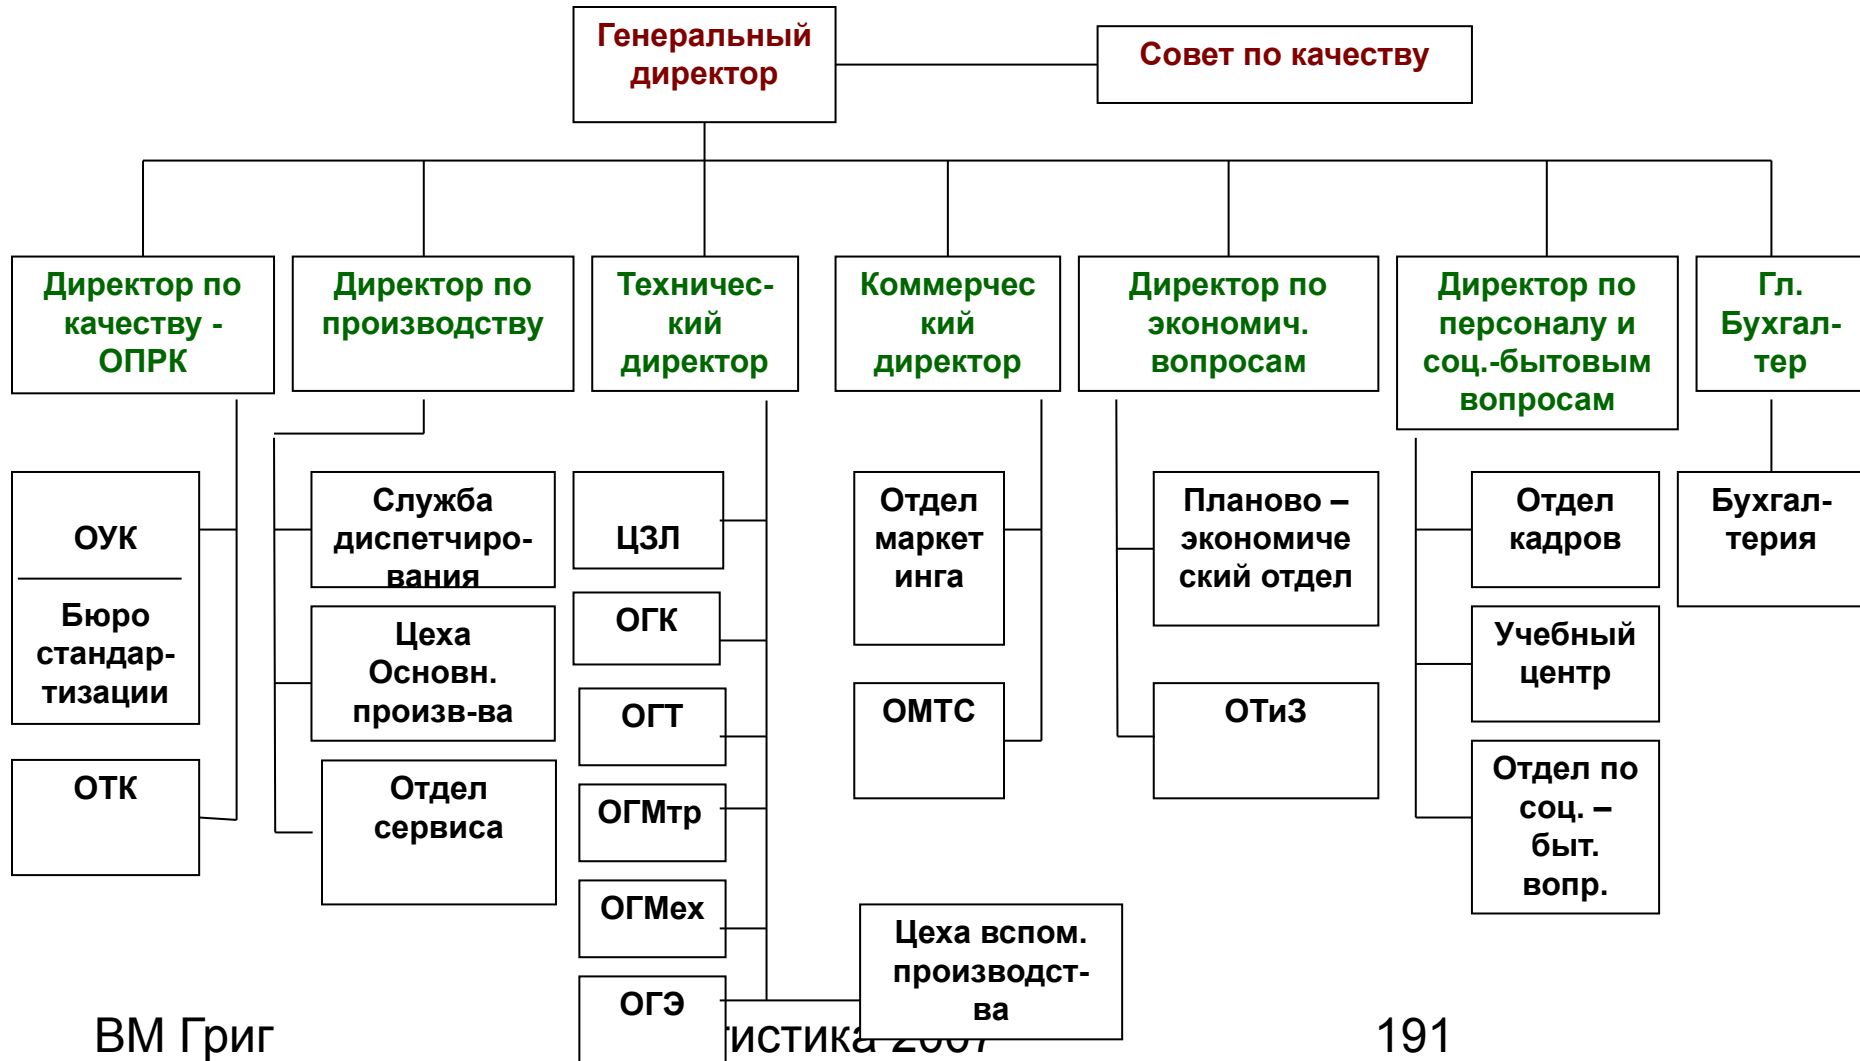 Генеральный
директор
Совет по качеству
Директор по
качеству -
ОПРК
Директор по
производству
Техничес-
кий
директор
Коммерчес
кий
директор
Директор по
экономич.
вопросам
Директор по
персоналу и
соц.-бытовым
вопросам
Гл.
Бухгал-
тер
ОУК
Бюро
стандар-
тизации
ОТК
Служба
диспетчиро-
вания
Цеха
Основн.
произв-ва
Отдел
сервиса
ЦЗЛ
ОГК
ОГТ
ОГМтр
ОГМех
ОГЭ
Цеха вспом.
производст-
ва
Отдел
маркет
инга
ОМТС
Планово –
экономиче
ский отдел
ОТиЗ
Отдел
кадров
Учебный
центр
Отдел по
соц. –
быт.
вопр.
Бухгал-
терия
ВМ Григ
истика 2007
191